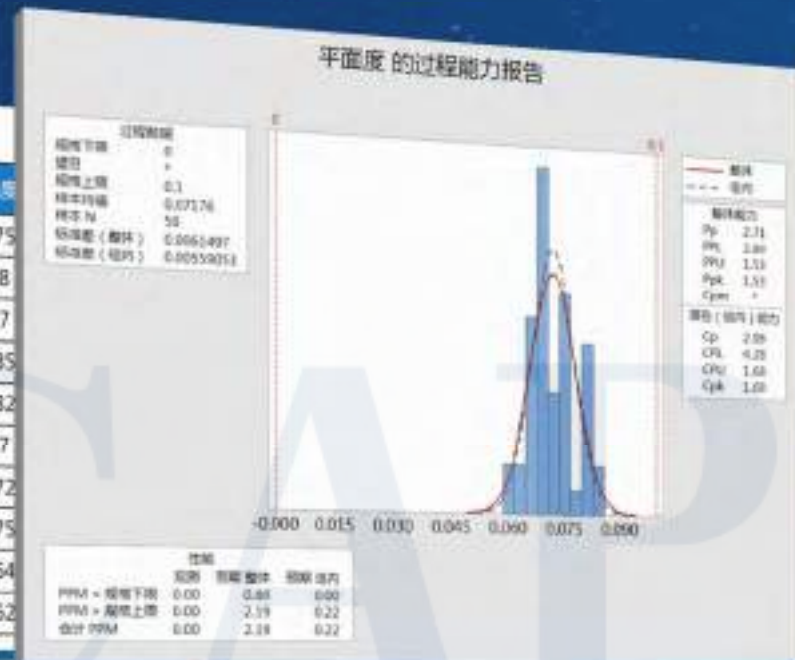 平面度 的过程能力报告
过程数据
规格下限 0
目标 *
规格上限 0.1
样本均值 0.07176
样本 N 50
标准差（整体） 0.0061497
标准差（组内） 0.00559053
0
0.1
整体
组内
整体能力
Pp 2.71
PPL 3.89
PPU 1.53
Ppk 1.53
Cpm *
潜在（组内）能力
Cp
CPL 4.28
CPU 1.68
Cpk
-0.000 0.015 0.030 0.045 0.060 0.075 0.090
性能
观测 预期 整体 预期 组内
PPM < 规格下限 0.00 0.00 0.00
PPM > 规格上限 0.00 2.19 0.22
合计 PPM 0.00 2.19 0.22
CAP